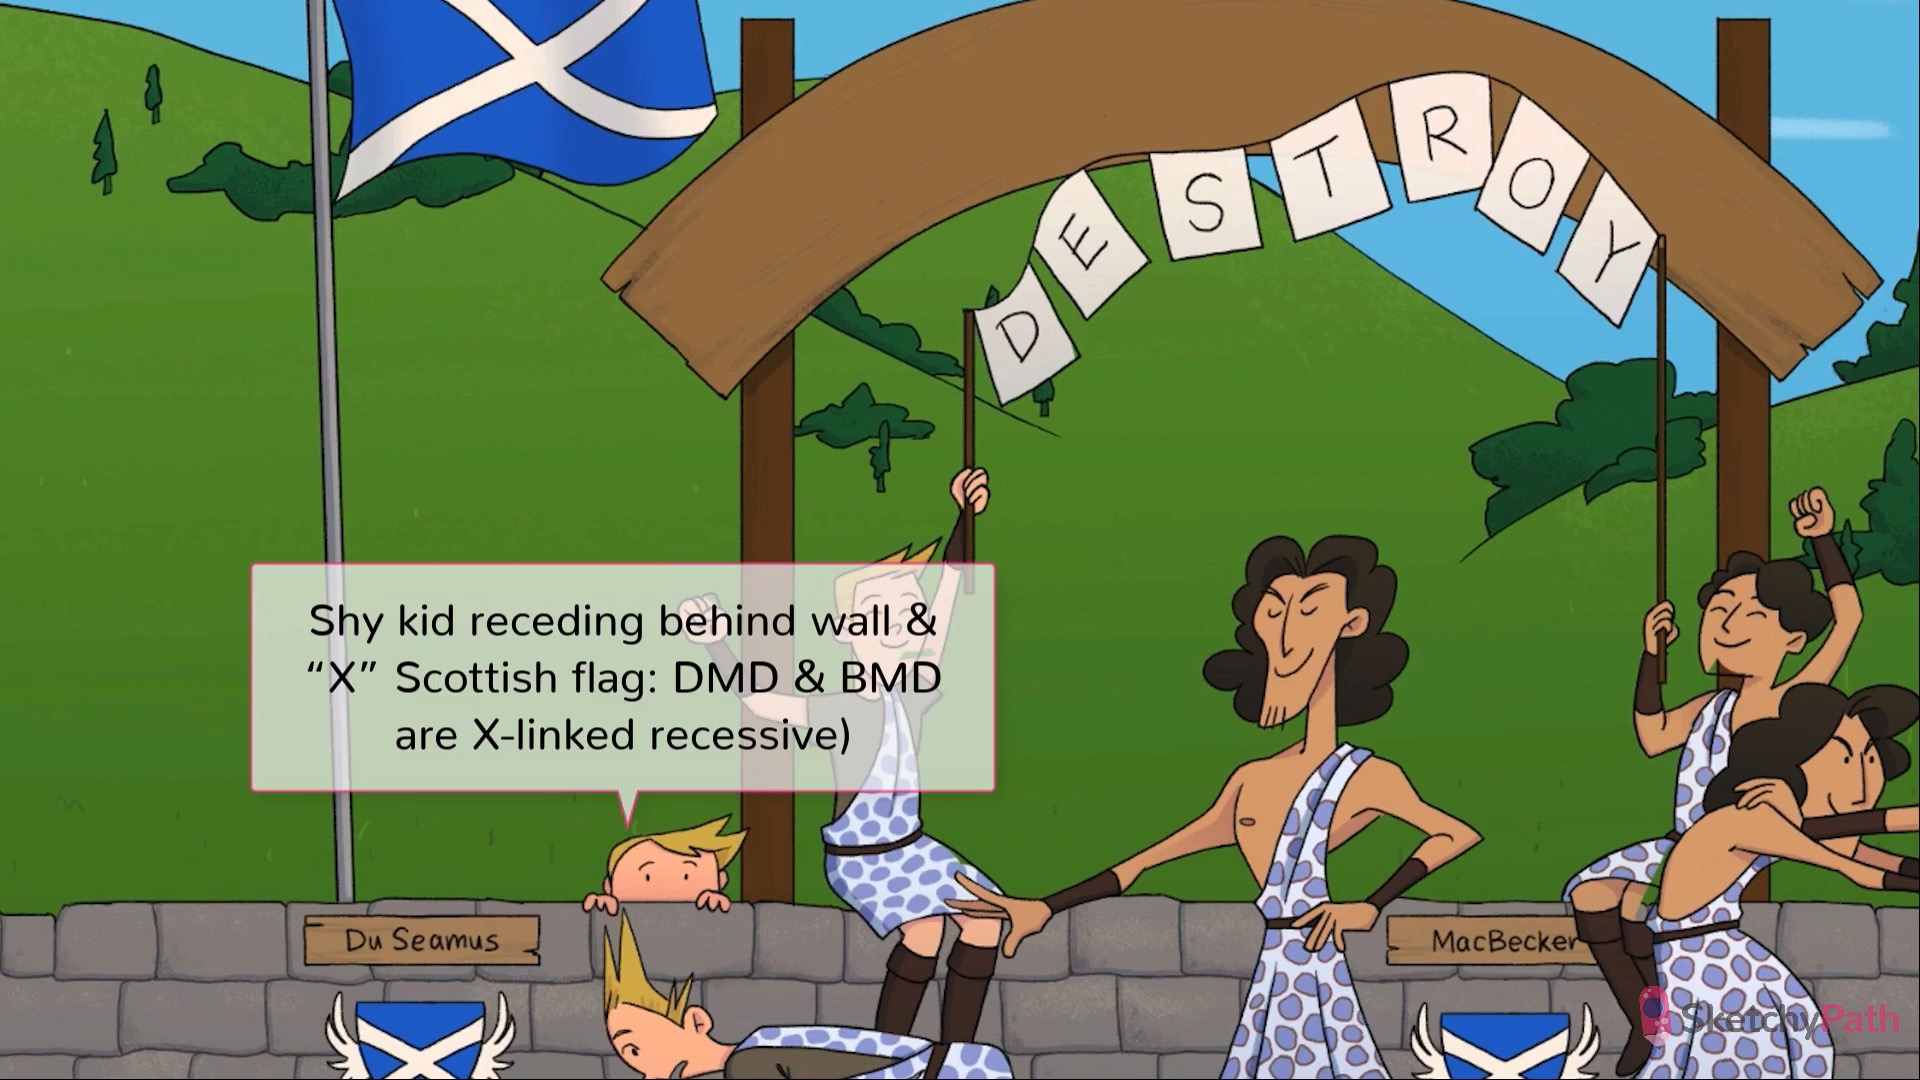 DESTROY
Shy kid receding behind wall &
“X” Scottish flag: DMD & BMD
are X-linked recessive)
Du Seamus
MacBecker
SketchyPath